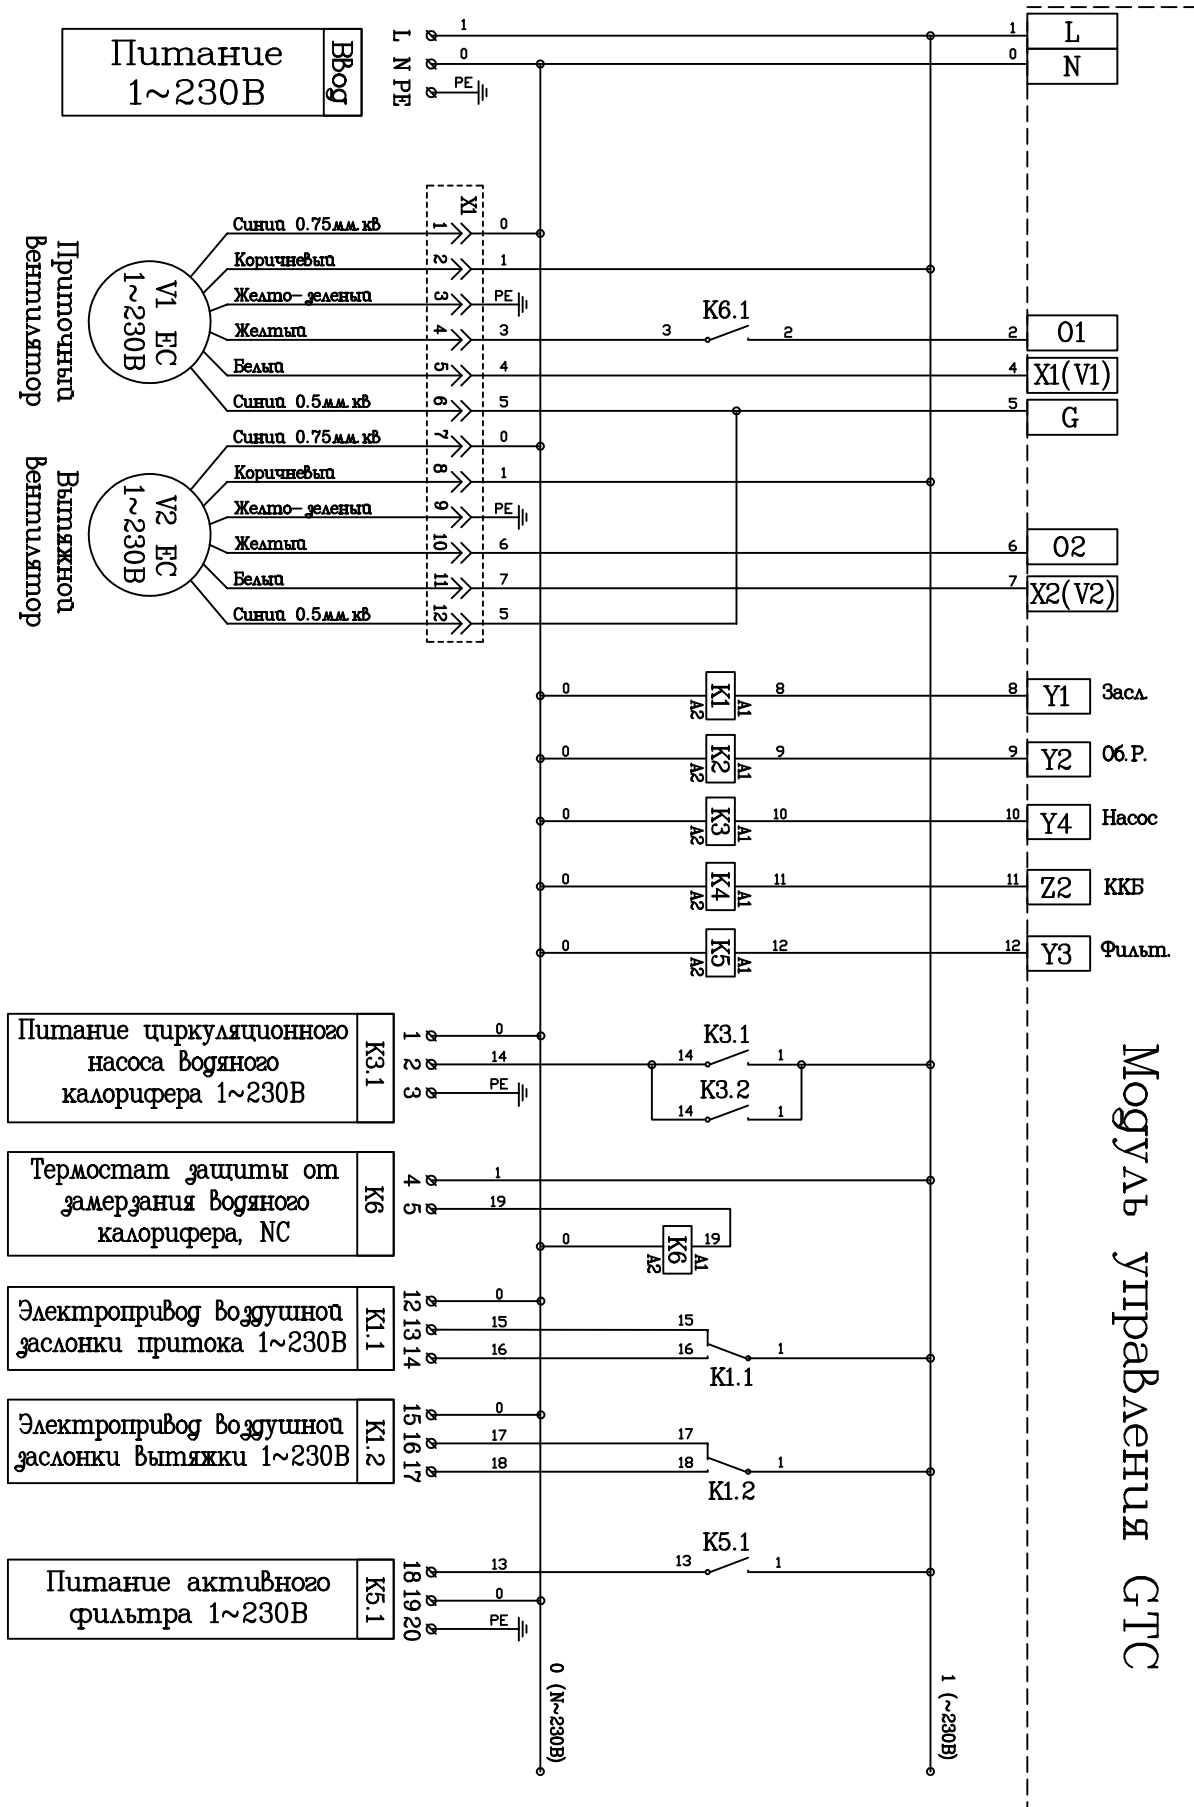 Питание
1~230В
Ввод
L
N
PE
1
0
PE
1
0
L
N
X1
Приточный
вентилятор
V1 EC
1~230В
Синий 0.75мм.кв
1
0
Коричневый
2
1
Желто-зеленый
3
PE
Желтый
4
3
3
K6.1
2
2
O1
Белый
5
4
4
X1(V1)
Синий 0.5мм.кв
6
5
5
G
Вытяжной
вентилятор
V2 EC
1~230В
Синий 0.75мм.кв
7
0
Коричневый
8
1
Желто-зеленый
9
PE
Желтый
10
6
6
O2
Белый
11
7
7
X2(V2)
Синий 0.5мм.кв
12
5
0
K1
A2
A1
8
8
Y1
Засл.
0
K2
A2
A1
9
9
Y2
Об.Р.
0
K3
A2
A1
10
10
Y4
Насос
0
K4
A2
A1
11
11
Z2
ККБ
0
K5
A2
A1
12
12
Y3
Фильт.
Питание циркуляционного
насоса водяного
калорифера 1~230В
K3.1
1
2
3
0
14
PE
14
K3.1
1
14
K3.2
1
Термостат защиты от
замерзания водяного
калорифера, NC
K6
4
5
1
19
0
K6
A2
A1
19
Электропривод воздушной
заслонки притока 1~230В
K1.1
12
13
14
0
15
16
15
16
K1.1
1
Электропривод воздушной
заслонки вытяжки 1~230В
K1.2
15
16
17
0
17
18
17
18
K1.2
1
Питание активного
фильтра 1~230В
K5.1
18
19
20
13
0
PE
13
K5.1
1
0 (N~230В)
1 (~230В)
Модуль управления GTC